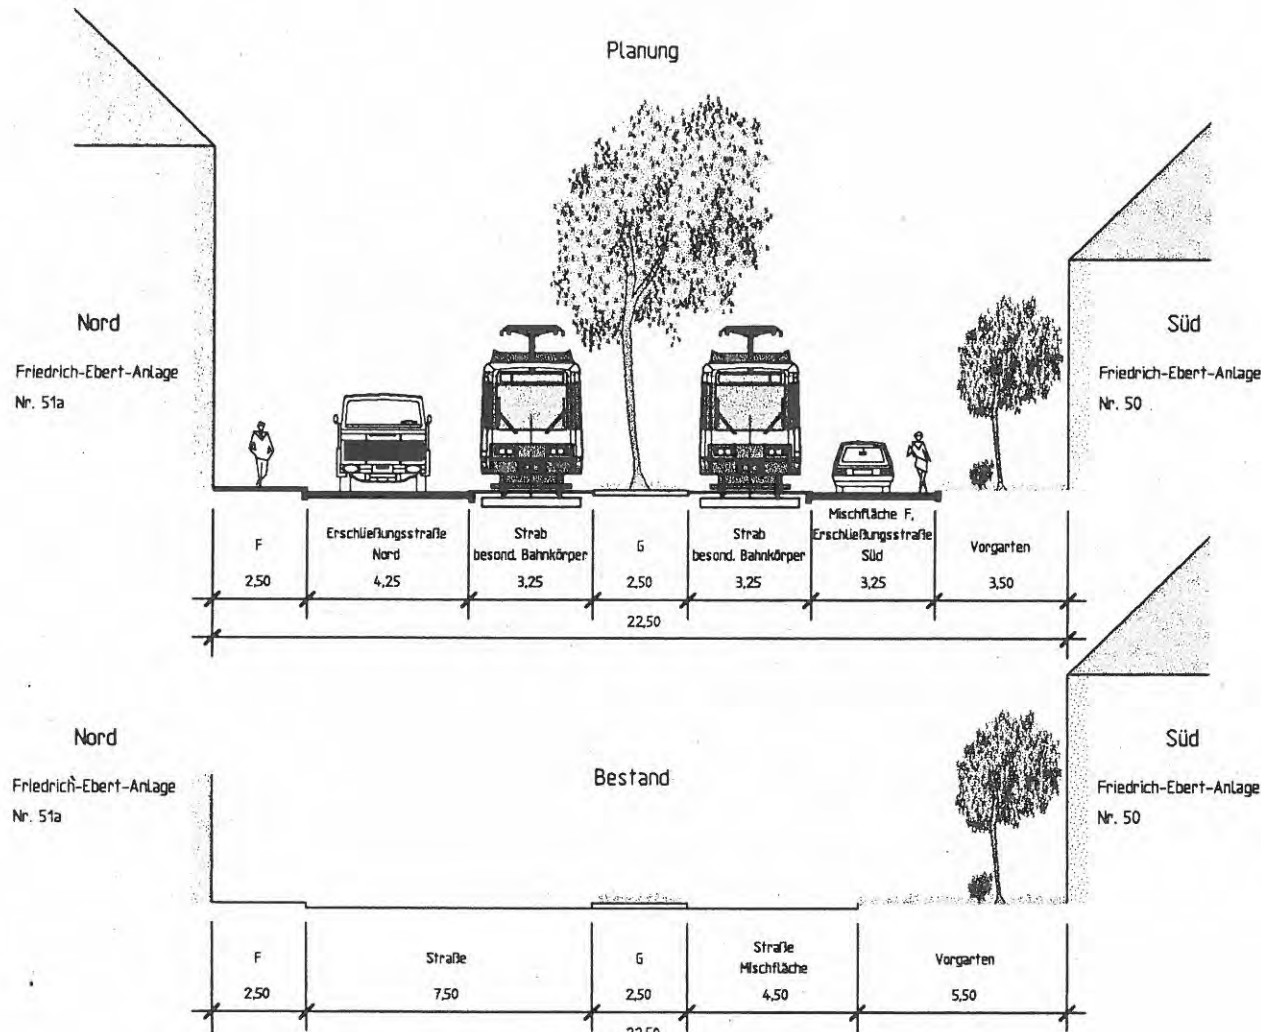 Planung
Nord
Friedrich-Ebert-Anlage
Nr. 51a
Süd
Friedrich-Ebert-Anlage
Nr. 50
F
2,50
Erschließungsstraße
Nord
4,25
Strab
besond. Bahnkörper
3,25
G
2,50
Strab
besond. Bahnkörper
3,25
Mischfläche F,
Erschließungsstraße
Süd
3,25
Vorgarten
3,50
22,50
Nord
Friedrich-Ebert-Anlage
Nr. 51a
Bestand
Süd
Friedrich-Ebert-Anlage
Nr. 50
F
2,50
Straße
7,50
G
2,50
Straße
Mischfläche
4,50
Vorgarten
5,50
22,50